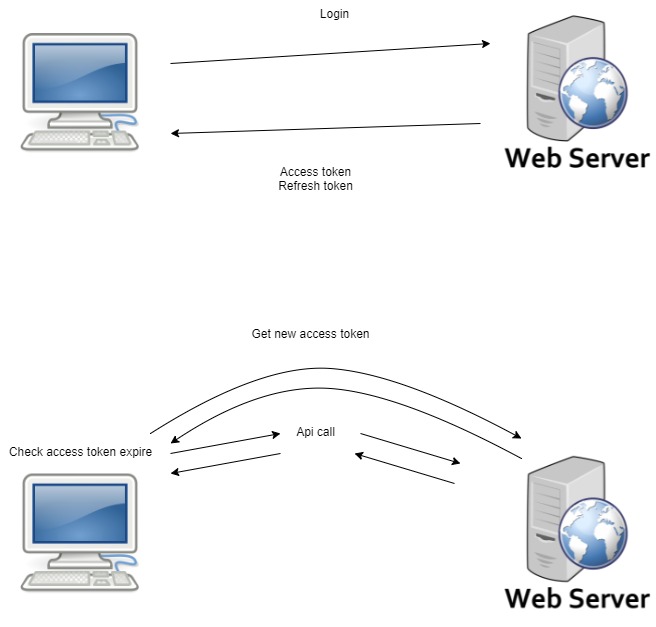 Login
Web Server
Access token
Refresh token
Get new access token
Api call
Check access token expire
Web Server